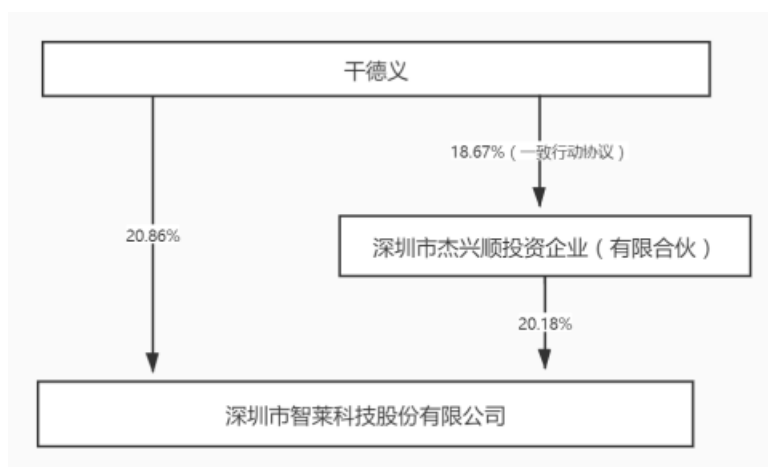 干德义
18.67%（一致行动协议）
20.86%
深圳市杰兴顺投资企业（有限合伙）
20.18%
深圳市智莱科技股份有限公司